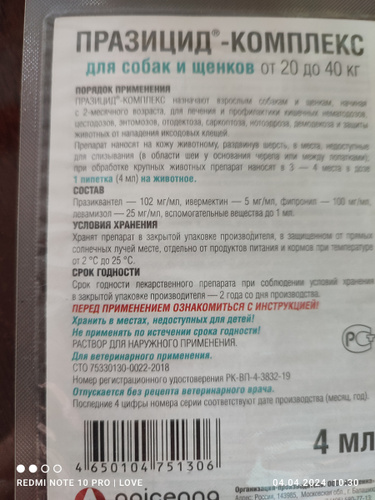 ПРАЗИЦИД®-КОМПЛЕКС
для собак и щенков от 20 до 40 кг
ПОРЯДОК ПРИМЕНЕНИЯ
ПРАЗИЦИД®-КОМПЛЕКС назначают взрослым собакам и щенкам, начиная
с 2-месячного возраста, для лечения и профилактики кишечных нематодозов,
цестодозов, энтомозов, отодектоза, саркоптоза, нотоэдроза, демодекоза и защиты
животных от нападения иксодовых клещей.
Препарат наносят на кожу животному, раздвинув шерсть, в места, недоступные
для слизывания (в области шеи у основания черепа или между лопатками);
при обработке крупных животных препарат наносят в 3 — 4 места в дозе
1 пипетка (4 мл) на животное.
СОСТАВ
Празиквантел — 102 мг/мл, ивермектин — 5 мг/мл, фипронил — 100 мг/мл,
левамизол — 25 мг/мл, вспомогательные вещества до 1 мл.
УСЛОВИЯ ХРАНЕНИЯ
Хранят препарат в закрытой упаковке производителя, в защищенном от прямых
солнечных лучей месте, отдельно от продуктов питания и кормов при температуре
от 2 °С до 25 °С.
СРОК ГОДНОСТИ
Срок годности лекарственного препарата при соблюдении условий хранения
в закрытой упаковке производителя — 2 года со дня производства.
ПЕРЕД ПРИМЕНЕНИЕМ ОЗНАКОМИТЬСЯ С ИНСТРУКЦИЕЙ!
Хранить в местах, недоступных для детей!
Не применять по истечении срока годности!
РАСТВОР ДЛЯ НАРУЖНОГО ПРИМЕНЕНИЯ.
Для ветеринарного применения.
СТО 75330130-0022-2018
Номер регистрационного удостоверения РК-ВП-4-3832-19
Отпускается без рецепта ветеринарного врача.
Последние 4 цифры номера серии соответствуют дате производства (месяц, год).
4 650104 751306
4 мл
apicenna
Организация-производитель
REDMI NOTE 10 PRO | LOVE
04.04.2024 10:30